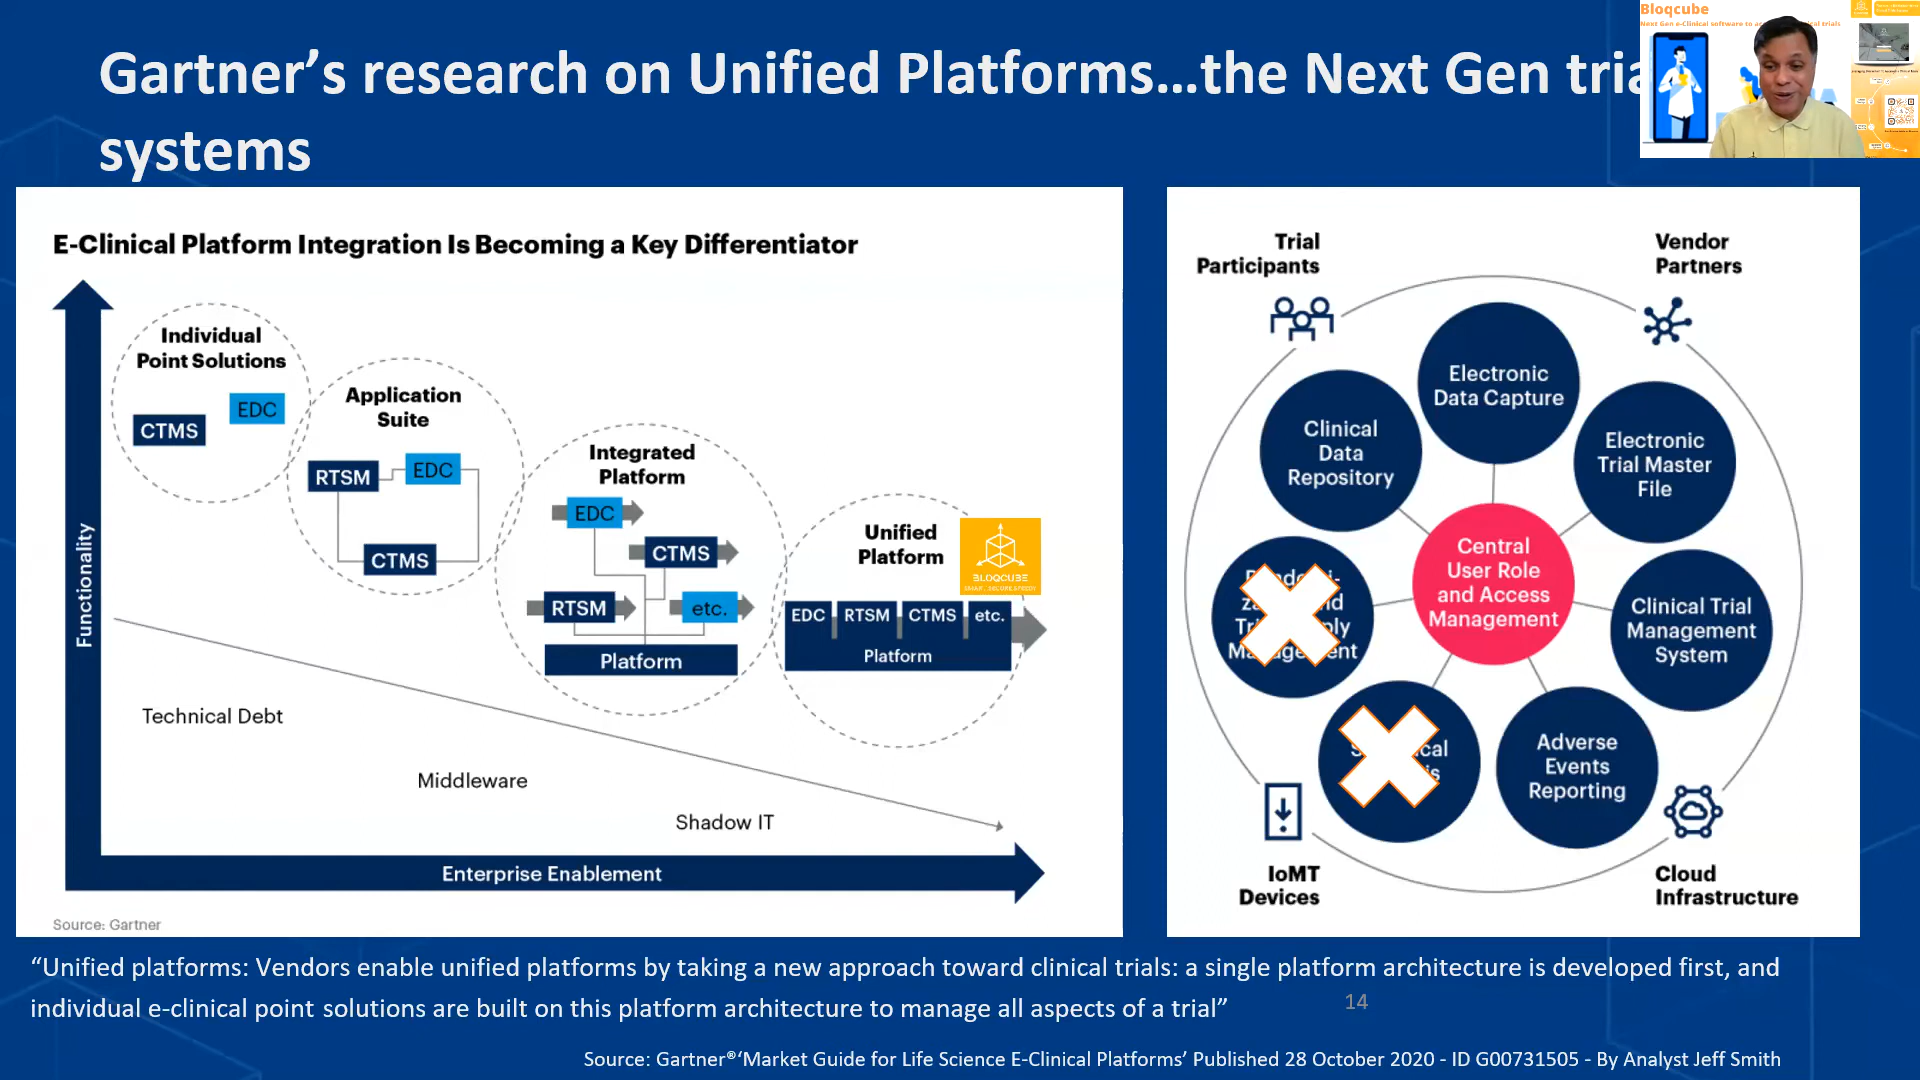 Gartner’s research on Unified Platforms...the Next Gen
systems
Bloqcube
E-Clinical Platform Integration Is Becoming a Key Differentiator
Functionality
Individual
Point Solutions
CTMS
EDC
Application
Suite
RTSM
EDC
CTMS
Integrated
Platform
EDC
CTMS
RTSM
etc.
Platform
Unified
Platform
BLOQCUBE
EDC
RTSM
CTMS
etc.
Platform
Technical Debt
Middleware
Shadow IT
Enterprise Enablement
Source: Gartner
Trial
Participants
Vendor
Partners
Electronic
Data Capture
Clinical
Data
Repository
Electronic
Trial Master
File
Central
User Role
and Access
Management
Clinical Trial
Management
System
Adverse
Events
Reporting
IoMT
Devices
Cloud
Infrastructure
“Unified platforms: Vendors enable unified platforms by taking a new approach toward clinical trials: a single platform architecture is developed first, and
individual e-clinical point solutions are built on this platform architecture to manage all aspects of a trial”
14
Source: Gartner®‘Market Guide for Life Science E-Clinical Platforms’ Published 28 October 2020 - ID G00731505 - By Analyst Jeff Smith